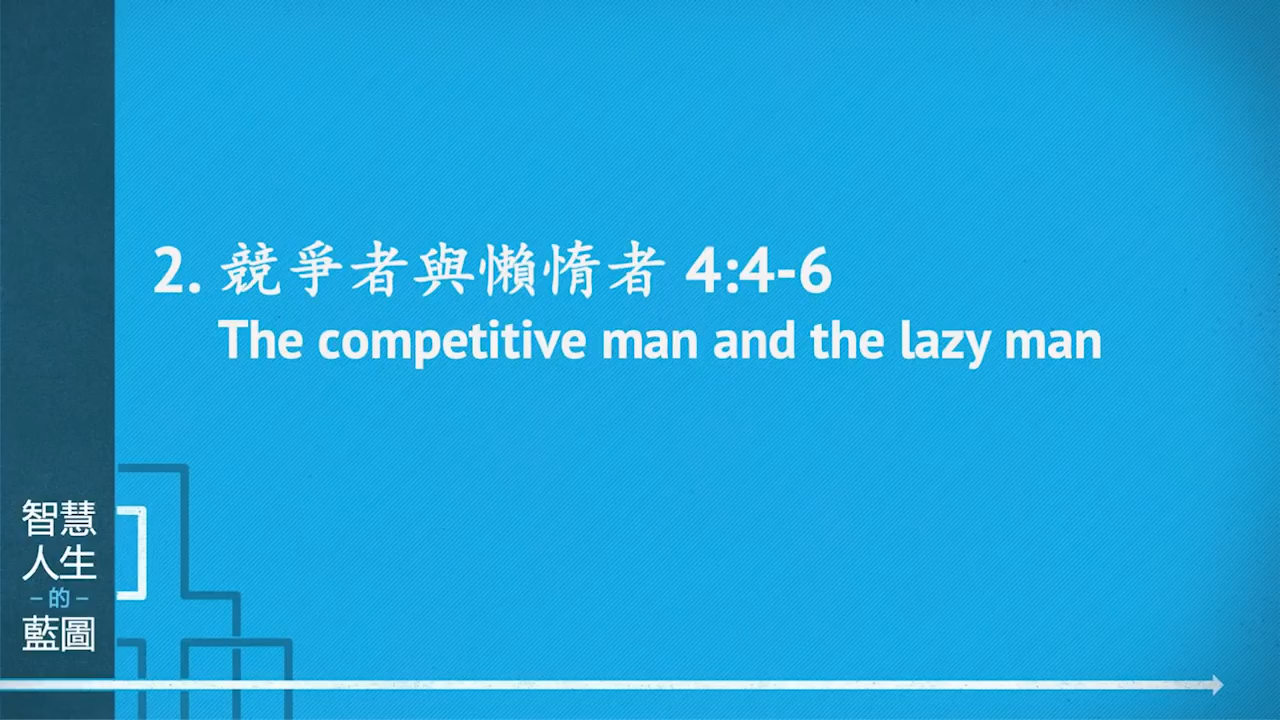 2. 競爭者與懶惰者 4:4-6
The competitive man and the lazy man
智慧
人生
–的–
藍圖